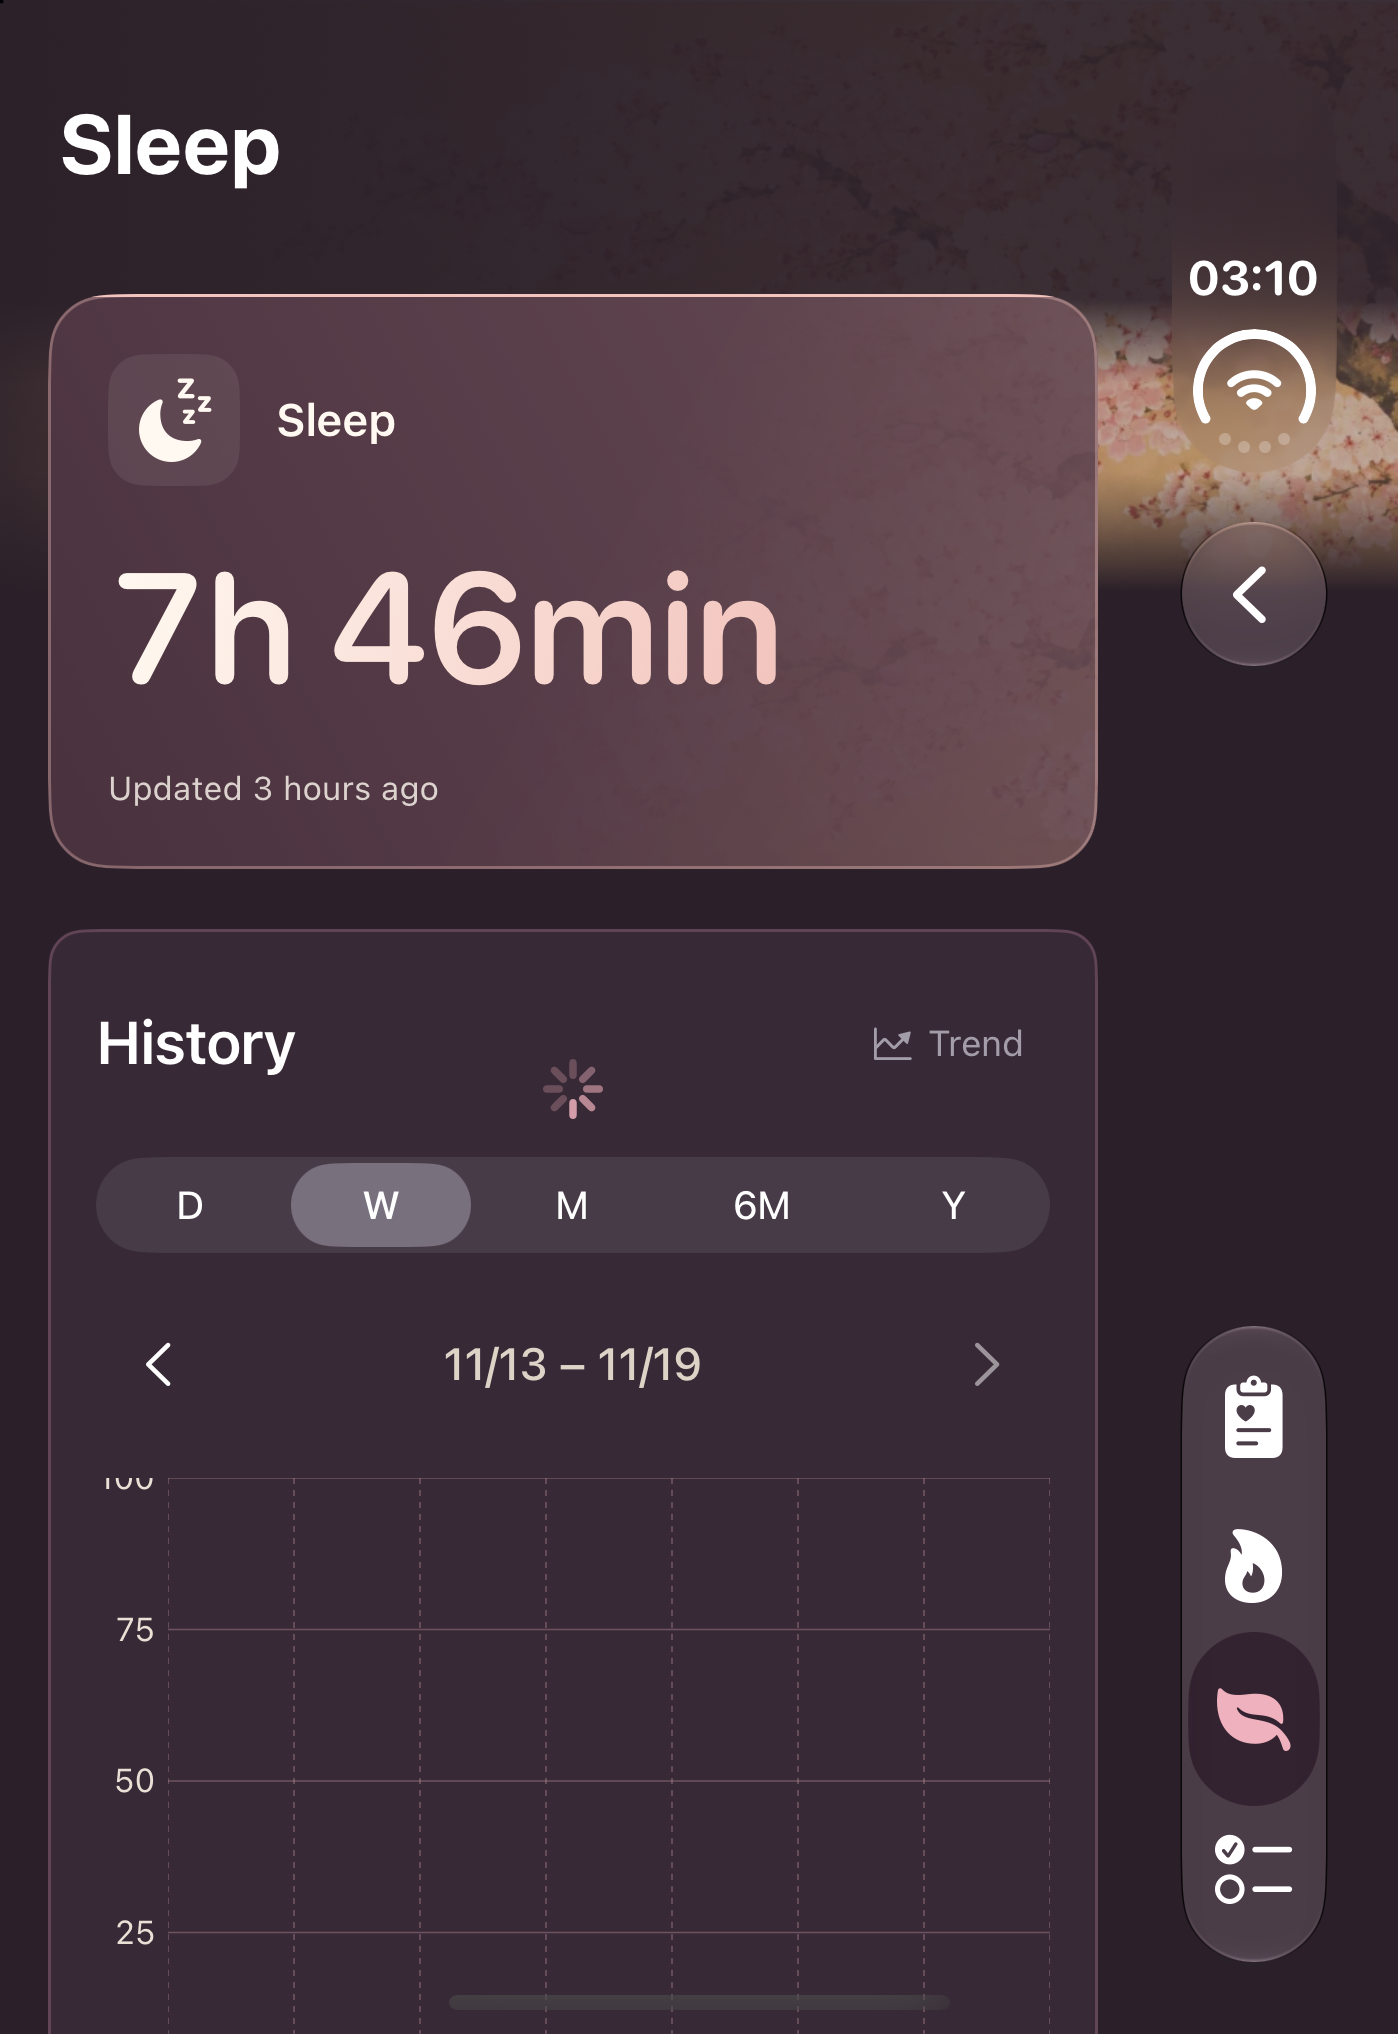 Sleep
03:10
Sleep
7h 46min
Updated 3 hours ago
History
Trend
D W M 6M Y
11/13 – 11/19
100
75
50
25